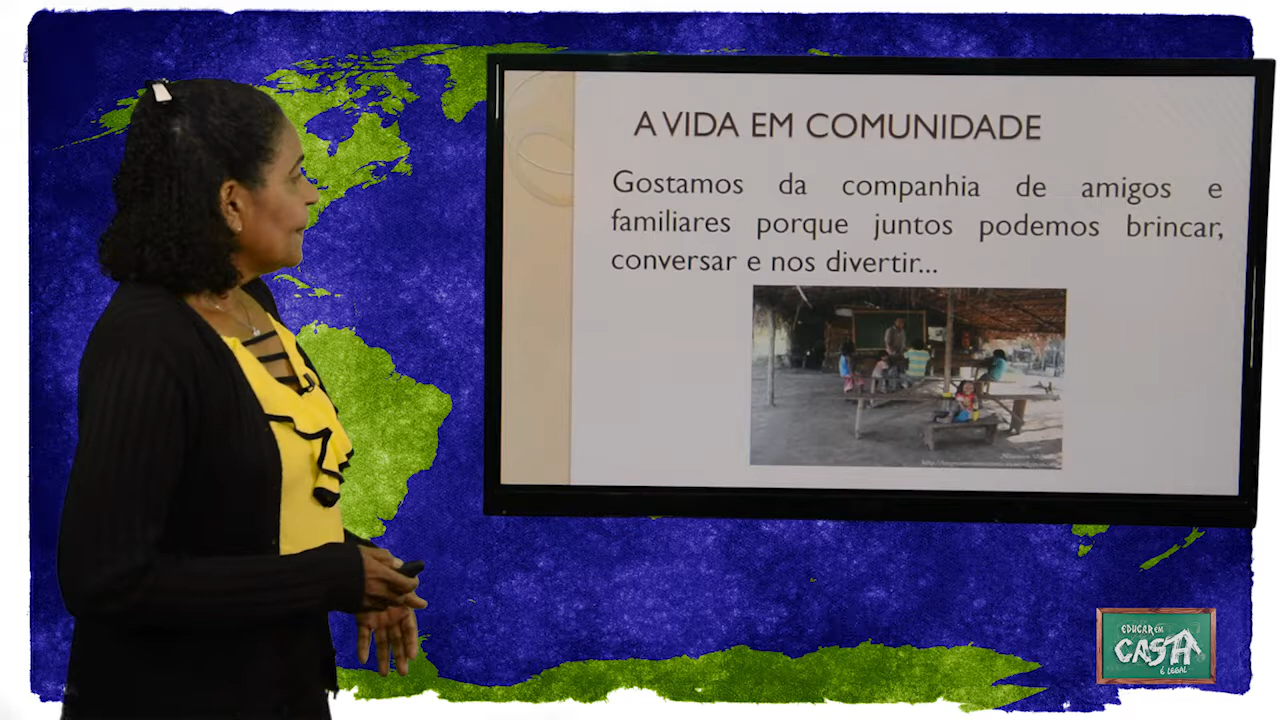 A VIDA EM COMUNIDADE
Gostamos da companhia de amigos e
familiares porque juntos podemos brincar,
conversar e nos divertir...
EDUCAR EM
CASA
É LEGAL